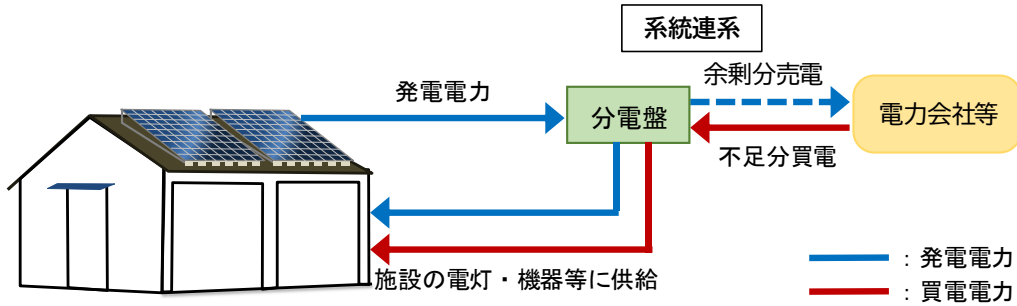 系統連系
余剰分売電
発電電力
分電盤
電力会社等
不足分買電
施設の電灯・機器等に供給
：発電電力
：買電電力